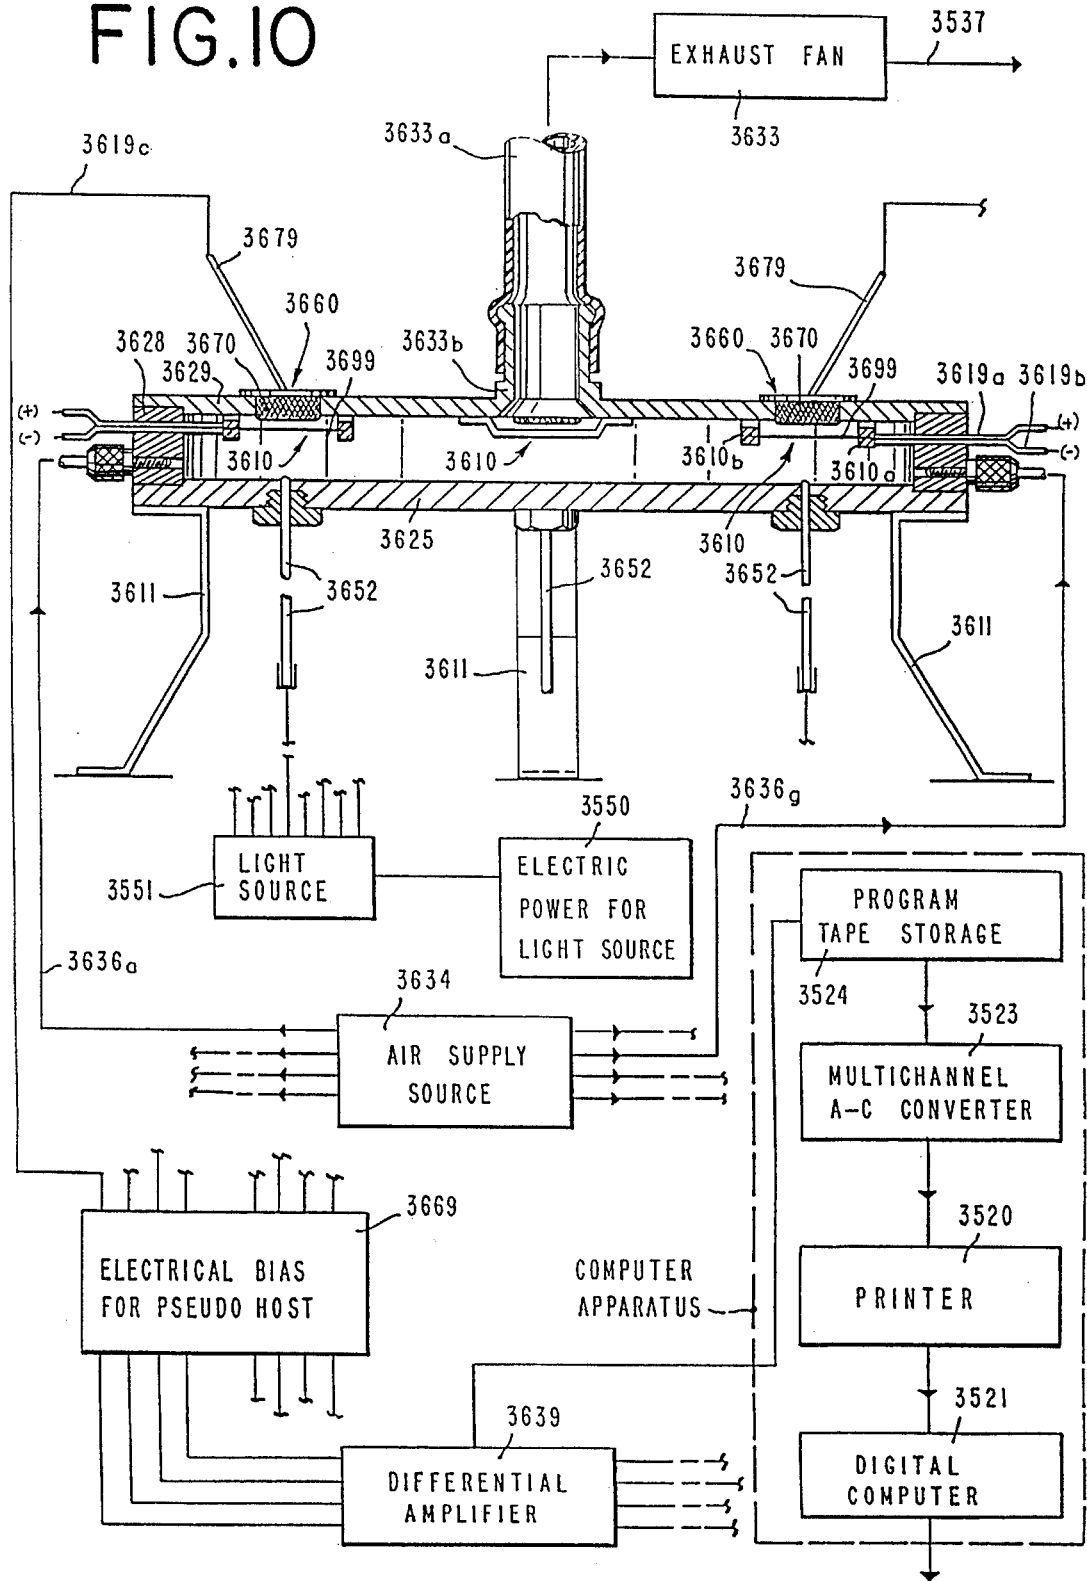 FIG.10
EXHAUST FAN
3537
3633
3633a
3619c
3679
3679
3660
3670
3628
3629
3699
3633b
3660
3670
3699
3619a
3619b
(+)
(-)
(+)
(-)
3610
3610
3610b
3610a
3625
3610
3652
3652
3652
3652
3611
3611
3611
3636g
3550
3551
LIGHT
SOURCE
ELECTRIC
POWER FOR
LIGHT SOURCE
PROGRAM
TAPE STORAGE
3524
3636a
3634
AIR SUPPLY
SOURCE
3523
MULTICHANNEL
A-C CONVERTER
3669
ELECTRICAL BIAS
FOR PSEUDO HOST
3520
PRINTER
COMPUTER
APPARATUS
3521
DIGITAL
COMPUTER
3639
DIFFERENTIAL
AMPLIFIER